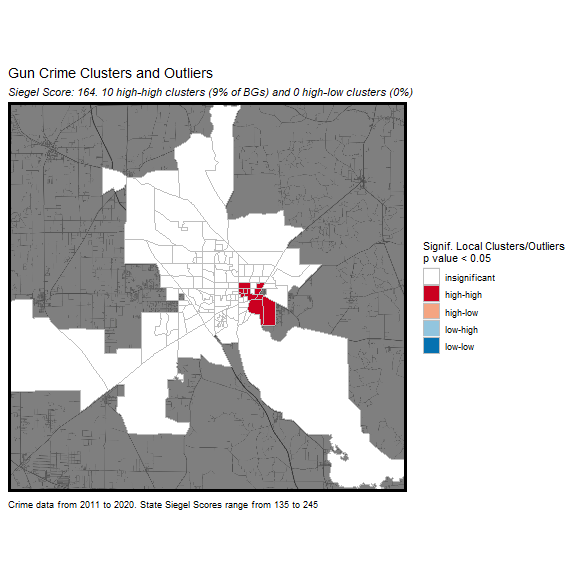 Gun Crime Clusters and Outliers
Siegel Score: 164. 10 high-high clusters (9% of BGs) and 0 high-low clusters (0%)
Signif. Local Clusters/Outliers
p value < 0.05
insignificant
high-high
high-low
low-high
low-low
Crime data from 2011 to 2020. State Siegel Scores range from 135 to 245